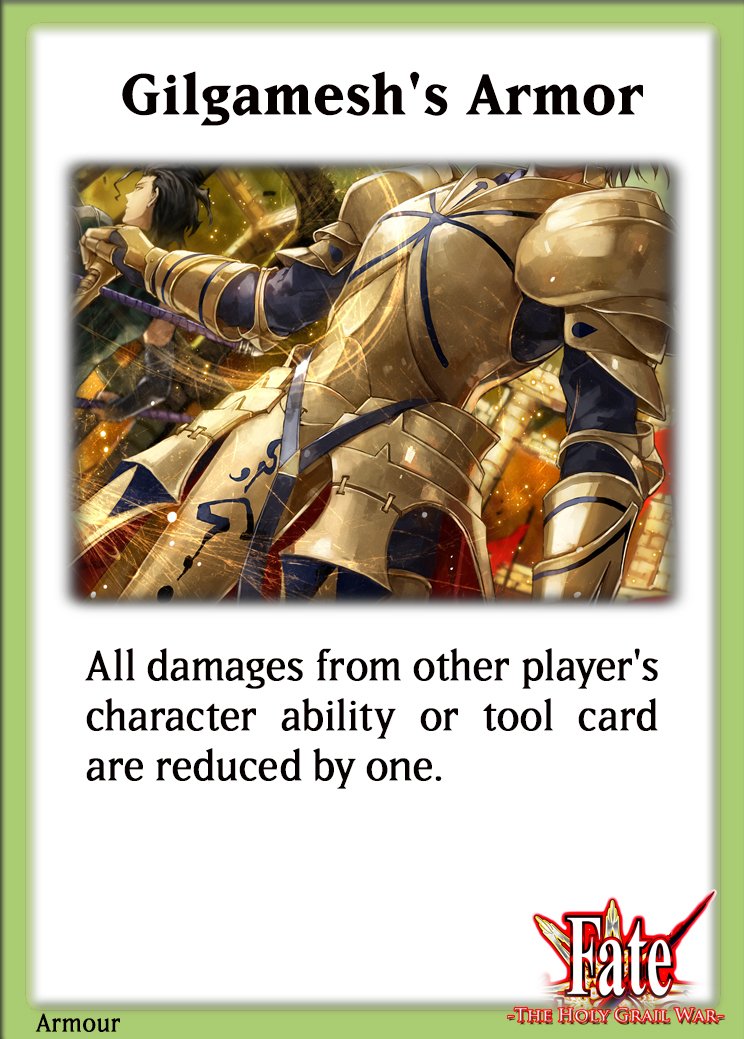 Gilgamesh's Armor
All damages from other player's
character ability or tool card
are reduced by one.
Fate
-THE HOLY GRAIL WAR-
Armour